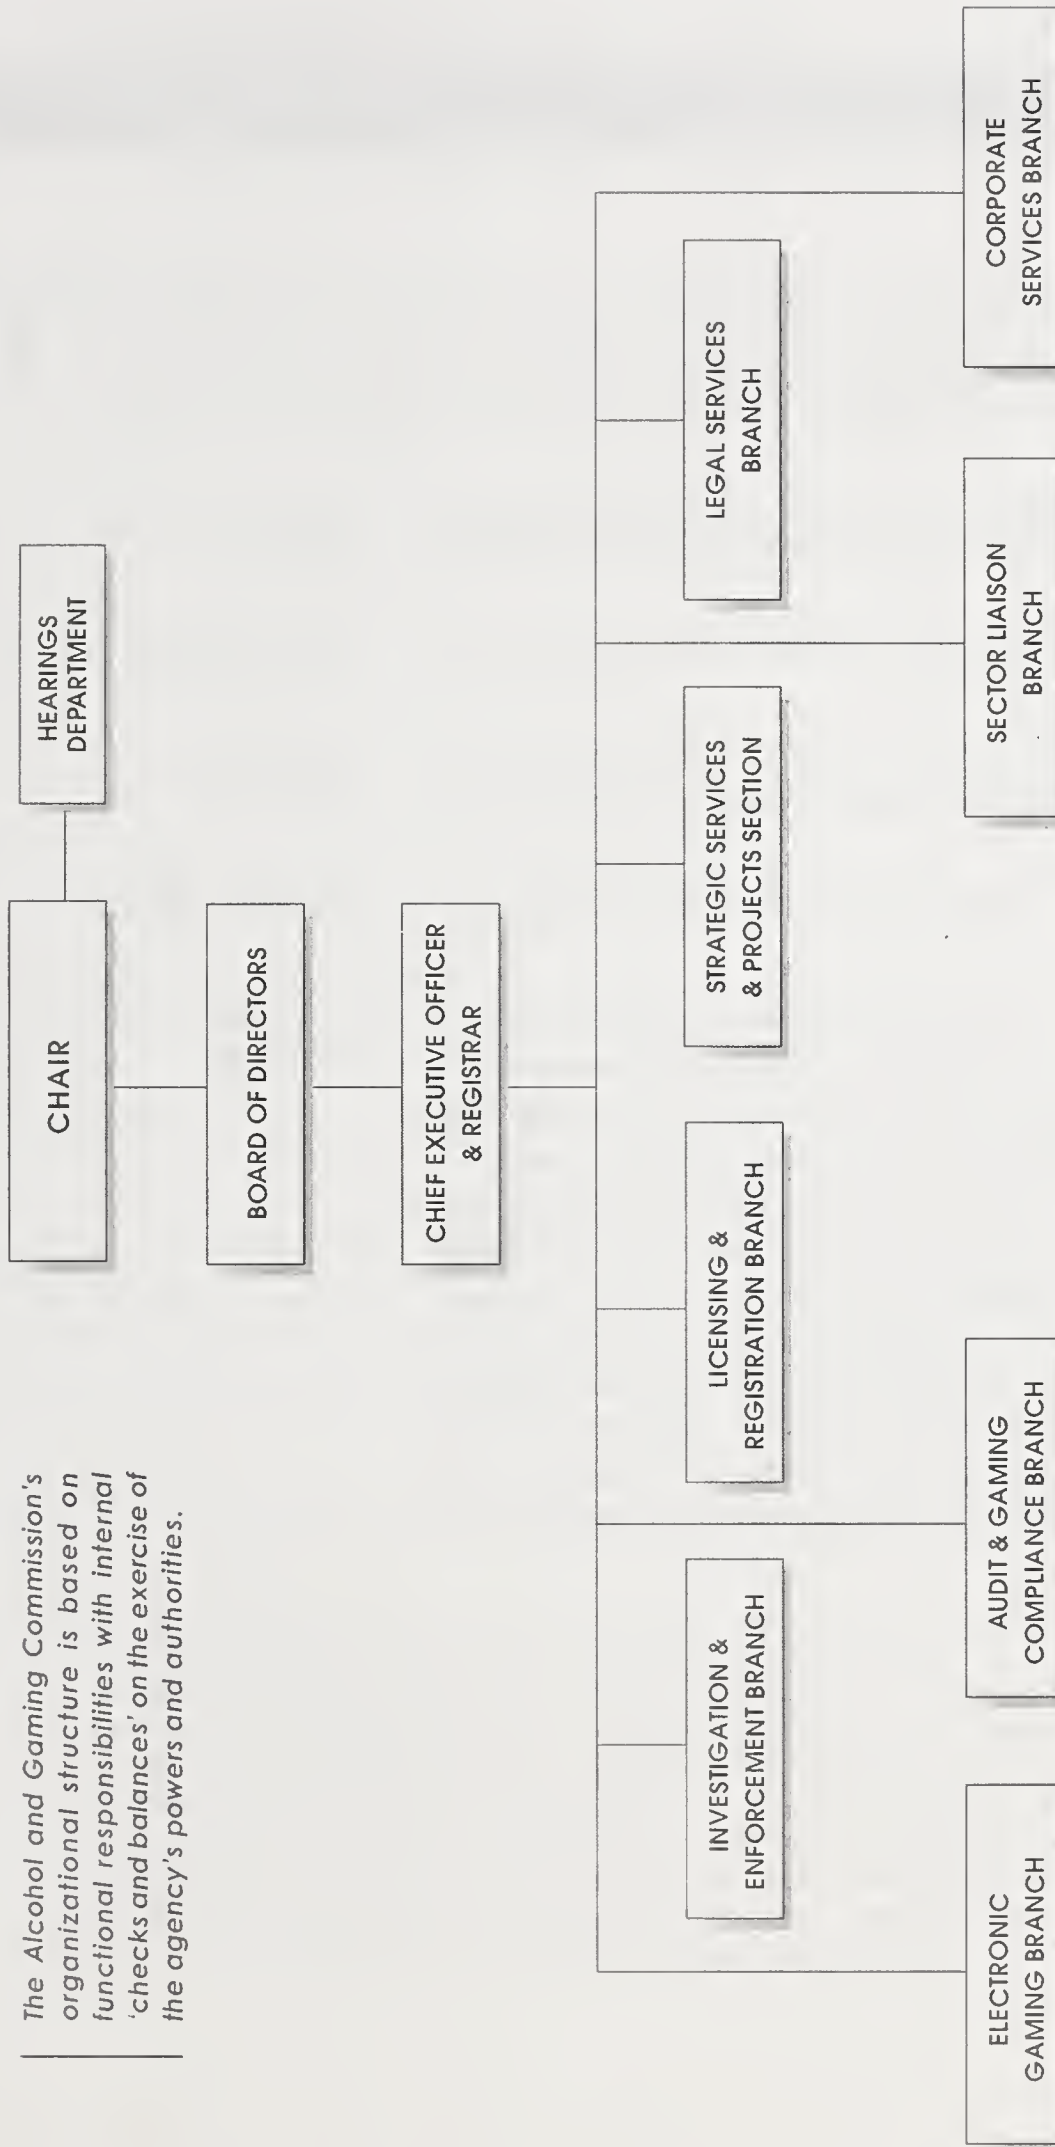 The Alcohol and Gaming Commission's
organizational structure is based on
functional responsibilities with internal
'checks and balances' on the exercise of
the agency's powers and authorities.
CHAIR
HEARINGS
DEPARTMENT
BOARD OF DIRECTORS
CHIEF EXECUTIVE OFFICER
& REGISTRAR
INVESTIGATION &
ENFORCEMENT BRANCH
LICENSING &
REGISTRATION BRANCH
STRATEGIC SERVICES
& PROJECTS SECTION
LEGAL SERVICES
BRANCH
ELECTRONIC
GAMING BRANCH
AUDIT & GAMING
COMPLIANCE BRANCH
SECTOR LIAISON
BRANCH
CORPORATE
SERVICES BRANCH